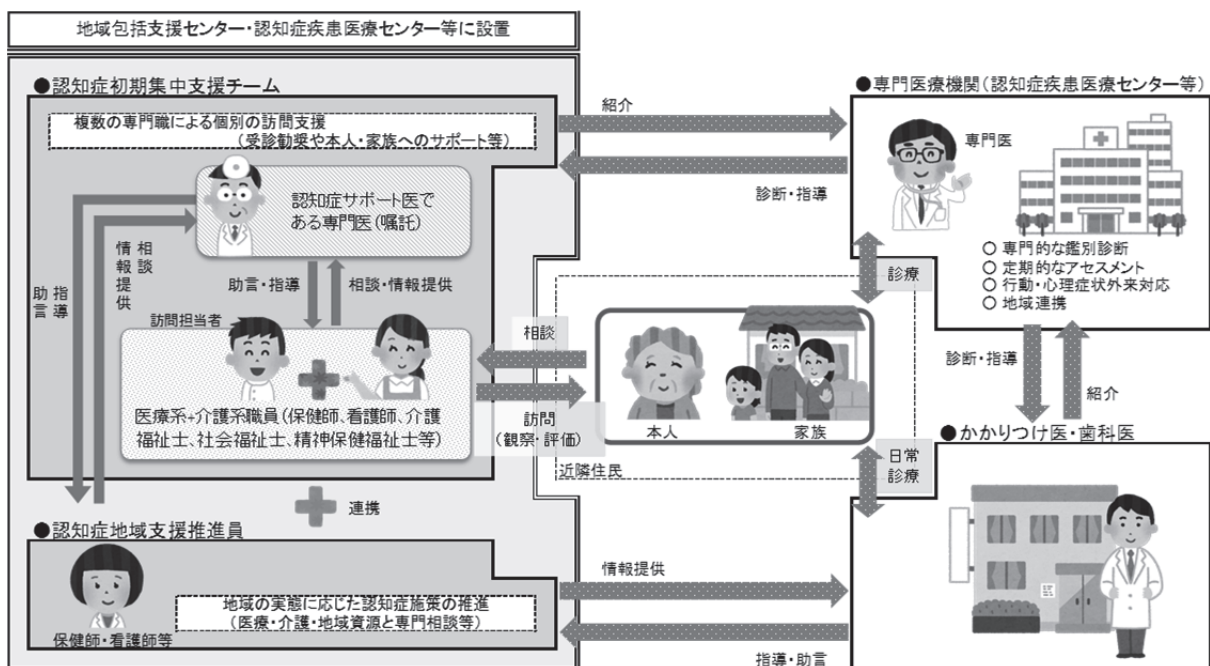 地域包括支援センター・認知症疾患医療センター等に設置
●認知症初期集中支援チーム
複数の専門職による個別の訪問支援
(受診勧奨や本人・家族へのサポート等)
認知症サポート医で
ある専門医(嘱託)
相談
情報提供
指導
助言
助言・指導
相談・情報提供
訪問担当者
医療系+介護系職員(保健師、看護師、介護
福祉士、社会福祉士、精神保健福祉士等)
連携
●認知症地域支援推進員
地域の実態に応じた認知症施策の推進
(医療・介護・地域資源と専門相談等)
保健師・看護師等
紹介
診断・指導
相談
訪問
(観察・評価)
本人
家族
近隣住民
診療
日常
診療
情報提供
指導・助言
●専門医療機関(認知症疾患医療センター等)
専門医
○ 専門的な鑑別診断
○ 定期的なアセスメント
○ 行動・心理症状外来対応
○ 地域連携
診断・指導
紹介
●かかりつけ医・歯科医